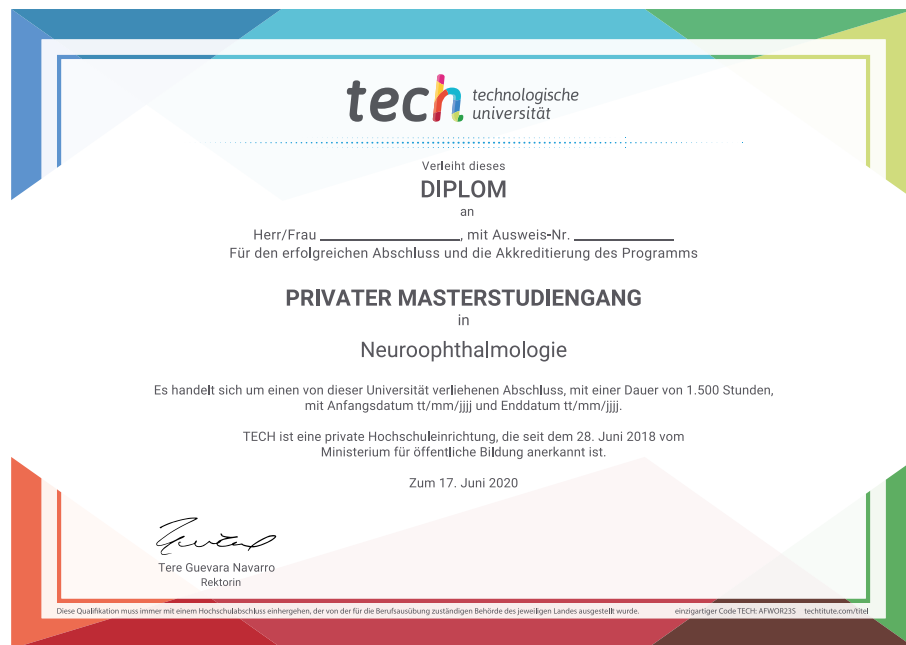 tech technologische
universität
Verleiht dieses
DIPLOM
an
Herr/Frau ____________________, mit Ausweis-Nr. ______________
Für den erfolgreichen Abschluss und die Akkreditierung des Programms
PRIVATER MASTERSTUDIENGANG
in
Neuroophthalmologie
Es handelt sich um einen von dieser Universität verliehenen Abschluss, mit einer Dauer von 1.500 Stunden,
mit Anfangsdatum tt/mm/jjjj und Enddatum tt/mm/jjjj.
TECH ist eine private Hochschuleinrichtung, die seit dem 28. Juni 2018 vom
Ministerium für öffentliche Bildung anerkannt ist.
Zum 17. Juni 2020
Tere Guevara Navarro
Rektorin
Diese Qualifikation muss immer mit einem Hochschulabschluss einhergehen, der von der für die Berufsausübung zuständigen Behörde des jeweiligen Landes ausgestellt wurde. einzigartiger Code TECH: AFWOR23S techtitute.com/titel